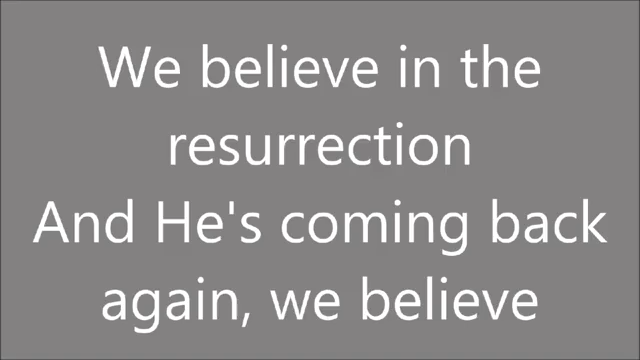 We believe in the
resurrection
And He's coming back
again, we believe